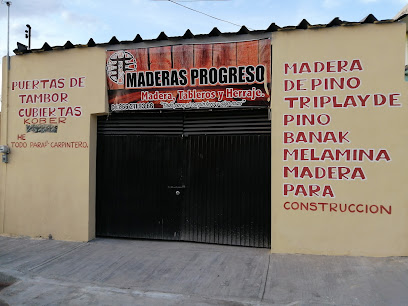 PUERTAS DE
TAMBOR
CUBIERTAS
KOBER
HE
TODO PARA CARPINTERO.
MADERAS PROGRESO
Madera, Tableros y Herraje.
MADERA
DE PINO
TRIPLAY DE
PINO
BANAK
MELAMINA
MADERA
PARA
CONSTRUCCION